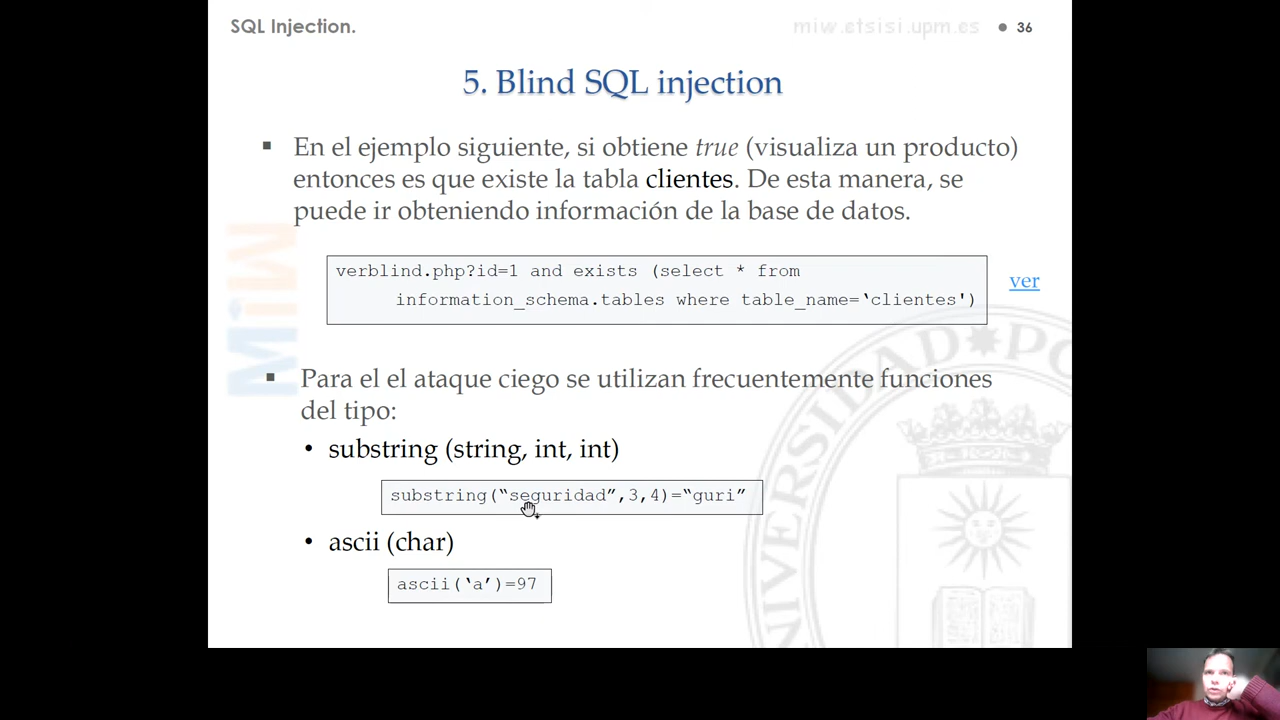 SQL Injection.
miw.etsisi.upm.es
36
5. Blind SQL injection
▪ En el ejemplo siguiente, si obtiene true (visualiza un producto)
entonces es que existe la tabla clientes. De esta manera, se
puede ir obteniendo información de la base de datos.
verblind.php?id=1 and exists (select * from
information_schema.tables where table_name=‘clientes')
ver
▪ Para el el ataque ciego se utilizan frecuentemente funciones
del tipo:
• substring (string, int, int)
substring(“seguridad”,3,4)=“guri”
• ascii (char)
ascii(‘a’)=97
MiW
UNIVERSIDAD PO